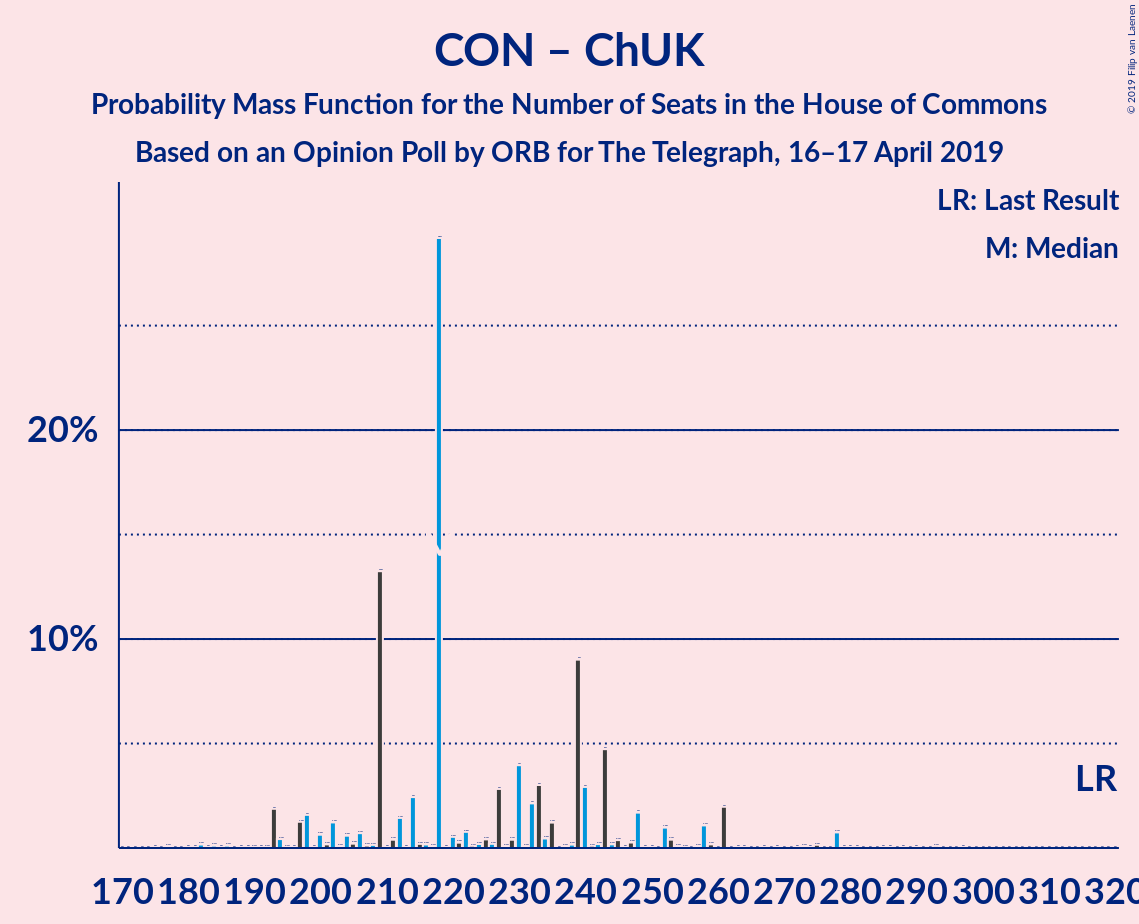 CON – ChUK
Probability Mass Function for the Number of Seats in the House of Commons
Based on an Opinion Poll by ORB for The Telegraph, 16–17 April 2019
© 2019 Filip van Laenen
LR: Last Result
M: Median
20%
10%
LR
170 180 190 200 210 220 230 240 250 260 270 280 290 300 310 320